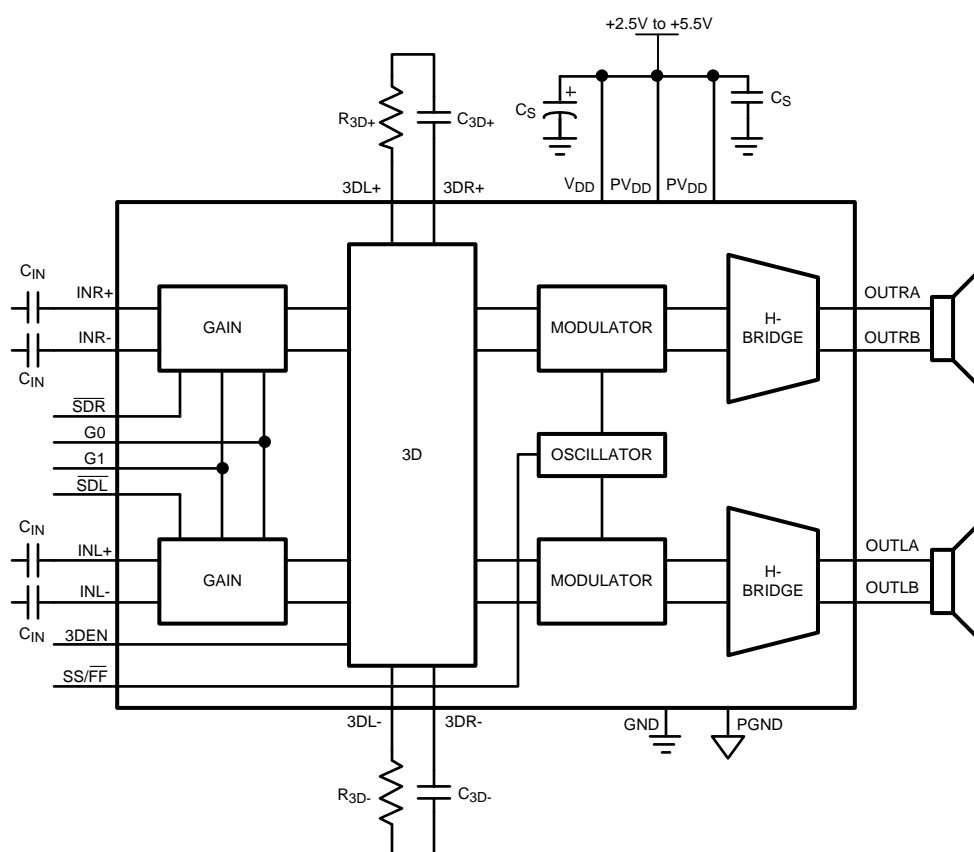 +2.5V to +5.5V
CS
+
CS
R3D+
C3D+
3DL+
3DR+
VDD
PVDD
PVDD
CIN
INR+
INR-
CIN
GAIN
MODULATOR
H-
BRIDGE
OUTRA
OUTRB
SDR
G0
G1
SDL
3D
OSCILLATOR
CIN
INL+
INL-
CIN
GAIN
MODULATOR
H-
BRIDGE
OUTLA
OUTLB
3DEN
SS/FF
3DL-
3DR-
GND
PGND
R3D-
C3D-